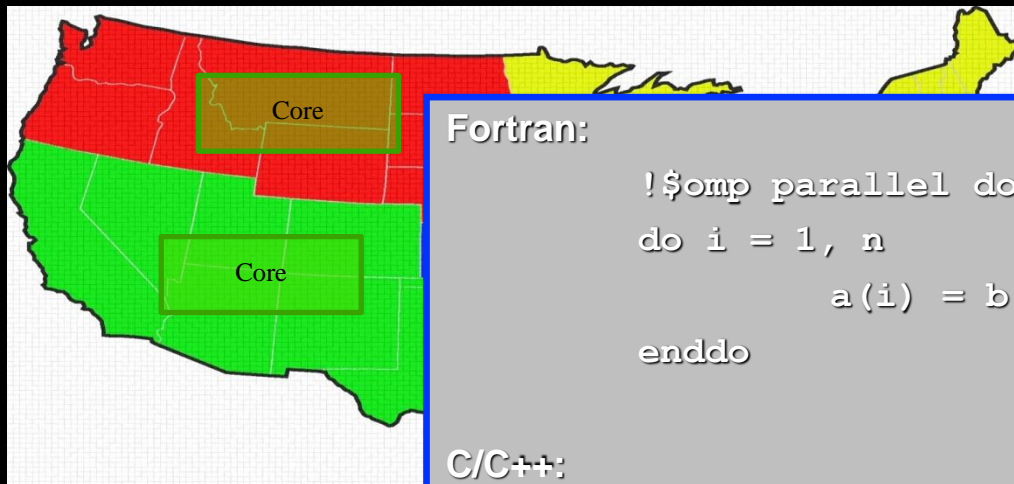 Core
Core
Fortran:
!$omp parallel do
do i = 1, n
a(i) = b
enddo
C/C++: